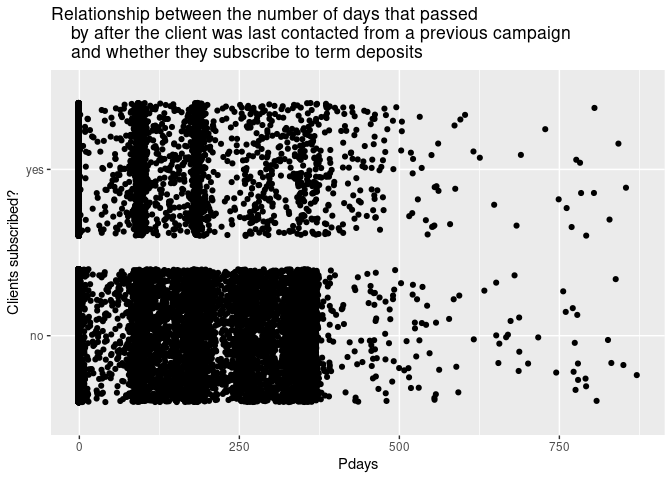 Relationship between the number of days that passed
by after the client was last contacted from a previous campaign
and whether they subscribe to term deposits
Clients subscribed?
yes
no
0
250
500
750
Pdays